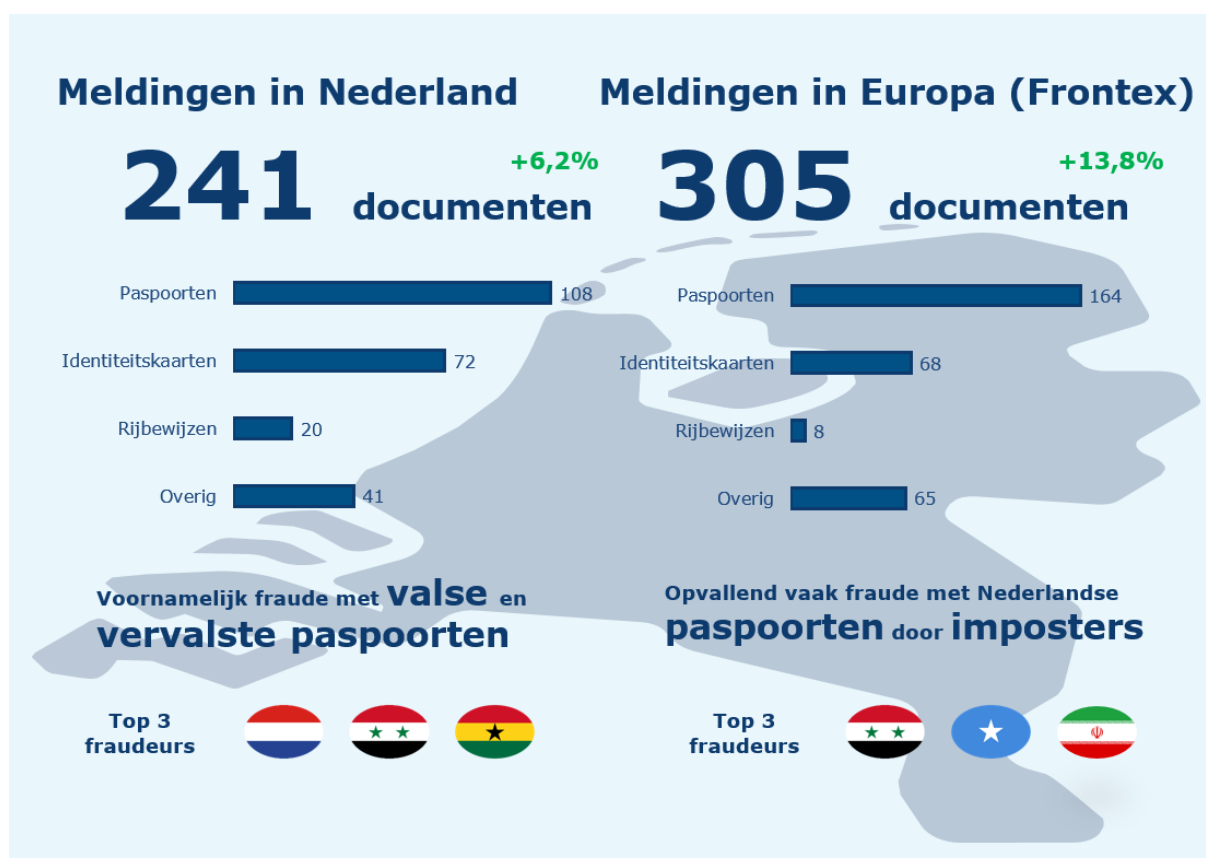 Meldingen in Nederland
241 documenten +6,2%
Paspoorten 108
Identiteitskaarten 72
Rijbewijzen 20
Overig 41
Voornamelijk fraude met valse en
vervalste paspoorten
Top 3
fraudeurs
Meldingen in Europa (Frontex)
305 documenten +13,8%
Paspoorten 164
Identiteitskaarten 68
Rijbewijzen 8
Overig 65
Opvallend vaak fraude met Nederlandse
paspoorten door imposters
Top 3
fraudeurs